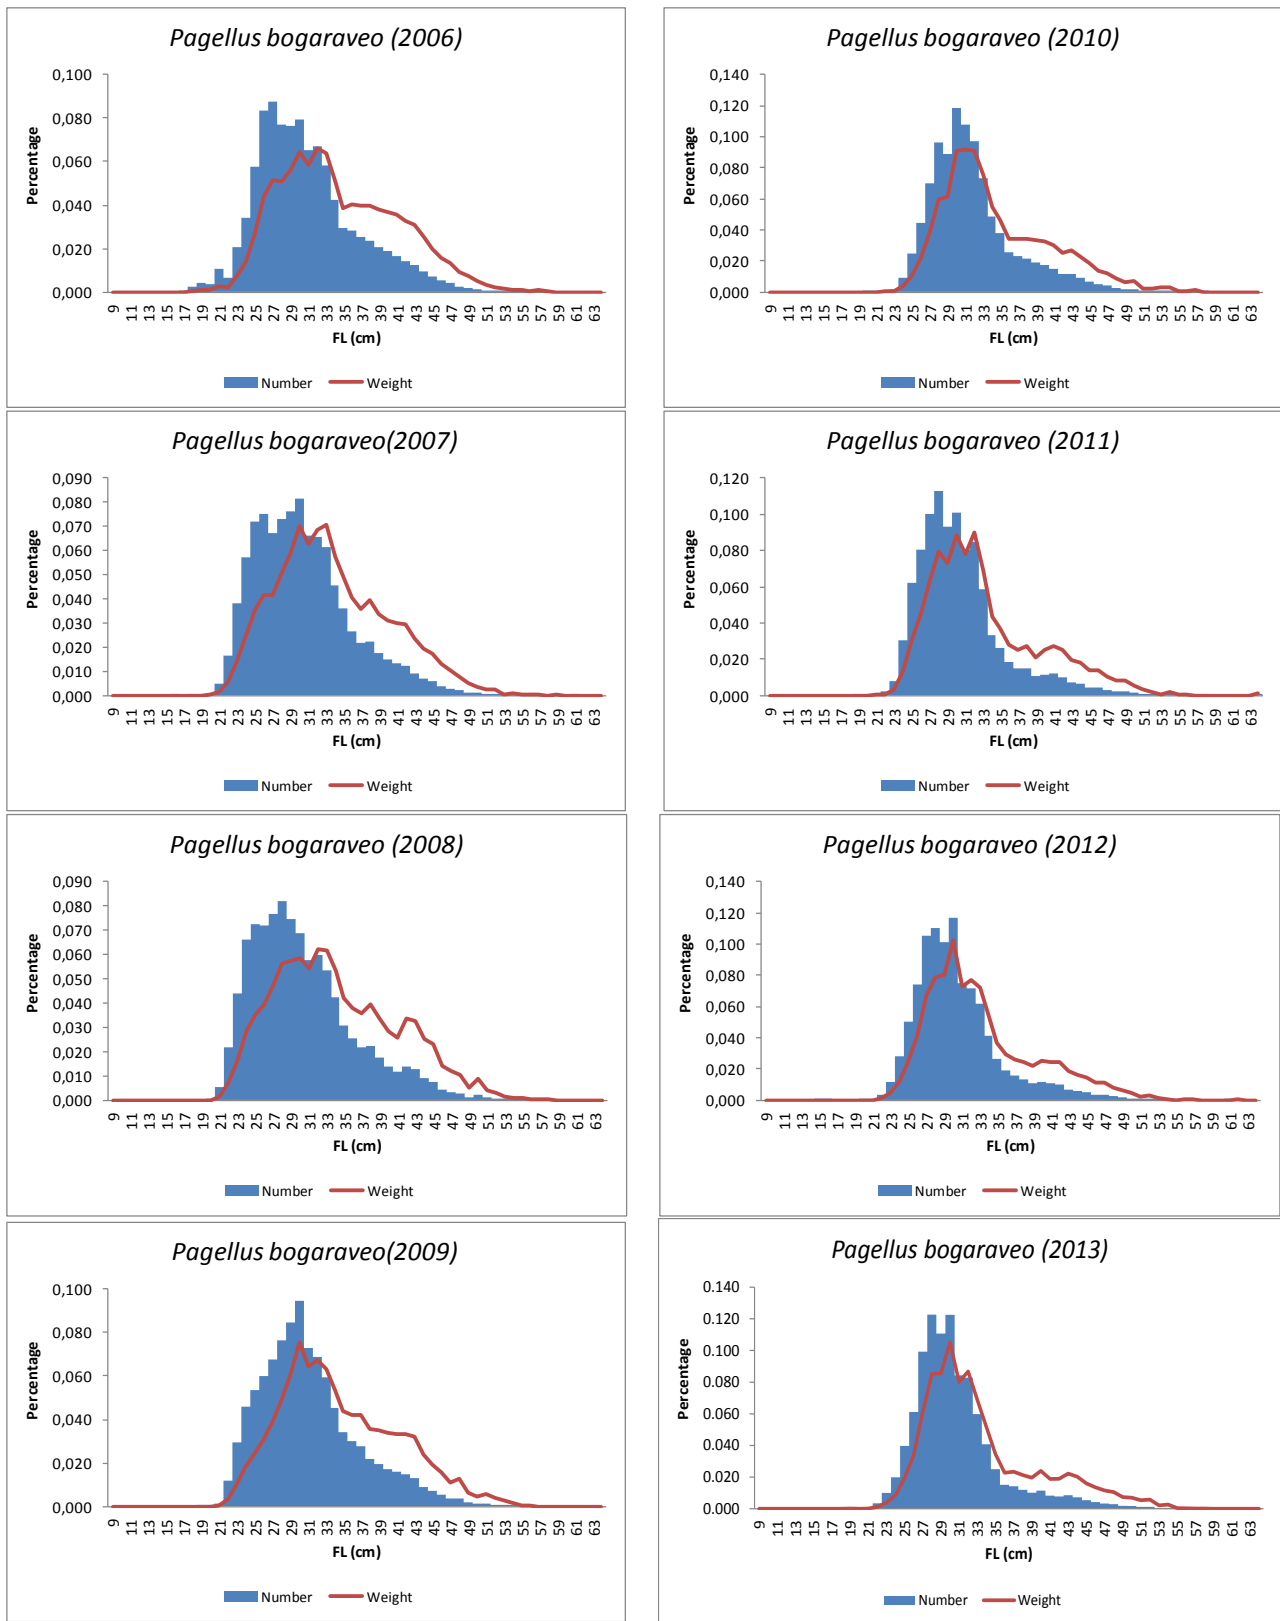 Pagellus bogaraveo (2006)
0,100
0,080
0,060
0,040
0,020
0,000
Percentage
9 11 13 15 17 19 21 23 25 27 29 31 33 35 37 39 41 43 45 47 49 51 53 55 57 59 61 63
FL (cm)
Number Weight
Pagellus bogaraveo (2010)
0,140
0,120
0,100
0,080
0,060
0,040
0,020
0,000
Percentage
9 11 13 15 17 19 21 23 25 27 29 31 33 35 37 39 41 43 45 47 49 51 53 55 57 59 61 63
FL (cm)
Number Weight
Pagellus bogaraveo(2007)
0,090
0,080
0,070
0,060
0,050
0,040
0,030
0,020
0,010
0,000
Percentage
9 11 13 15 17 19 21 23 25 27 29 31 33 35 37 39 41 43 45 47 49 51 53 55 57 59 61 63
FL (cm)
Number Weight
Pagellus bogaraveo (2011)
0,120
0,100
0,080
0,060
0,040
0,020
0,000
Percentage
9 11 13 15 17 19 21 23 25 27 29 31 33 35 37 39 41 43 45 47 49 51 53 55 57 59 61 63
FL (cm)
Number Weight
Pagellus bogaraveo (2008)
0,090
0,080
0,070
0,060
0,050
0,040
0,030
0,020
0,010
0,000
Percentage
9 11 13 15 17 19 21 23 25 27 29 31 33 35 37 39 41 43 45 47 49 51 53 55 57 59 61 63
FL (cm)
Number Weight
Pagellus bogaraveo (2012)
0,140
0,120
0,100
0,080
0,060
0,040
0,020
0,000
Percentage
9 11 13 15 17 19 21 23 25 27 29 31 33 35 37 39 41 43 45 47 49 51 53 55 57 59 61 63
FL (cm)
Number Weight
Pagellus bogaraveo(2009)
0,100
0,080
0,060
0,040
0,020
0,000
Percentage
9 11 13 15 17 19 21 23 25 27 29 31 33 35 37 39 41 43 45 47 49 51 53 55 57 59 61 63
FL (cm)
Number Weight
Pagellus bogaraveo (2013)
0.140
0.120
0.100
0.080
0.060
0.040
0.020
0.000
Percentage
9 11 13 15 17 19 21 23 25 27 29 31 33 35 37 39 41 43 45 47 49 51 53 55 57 59 61 63
FL (cm)
Number Weight